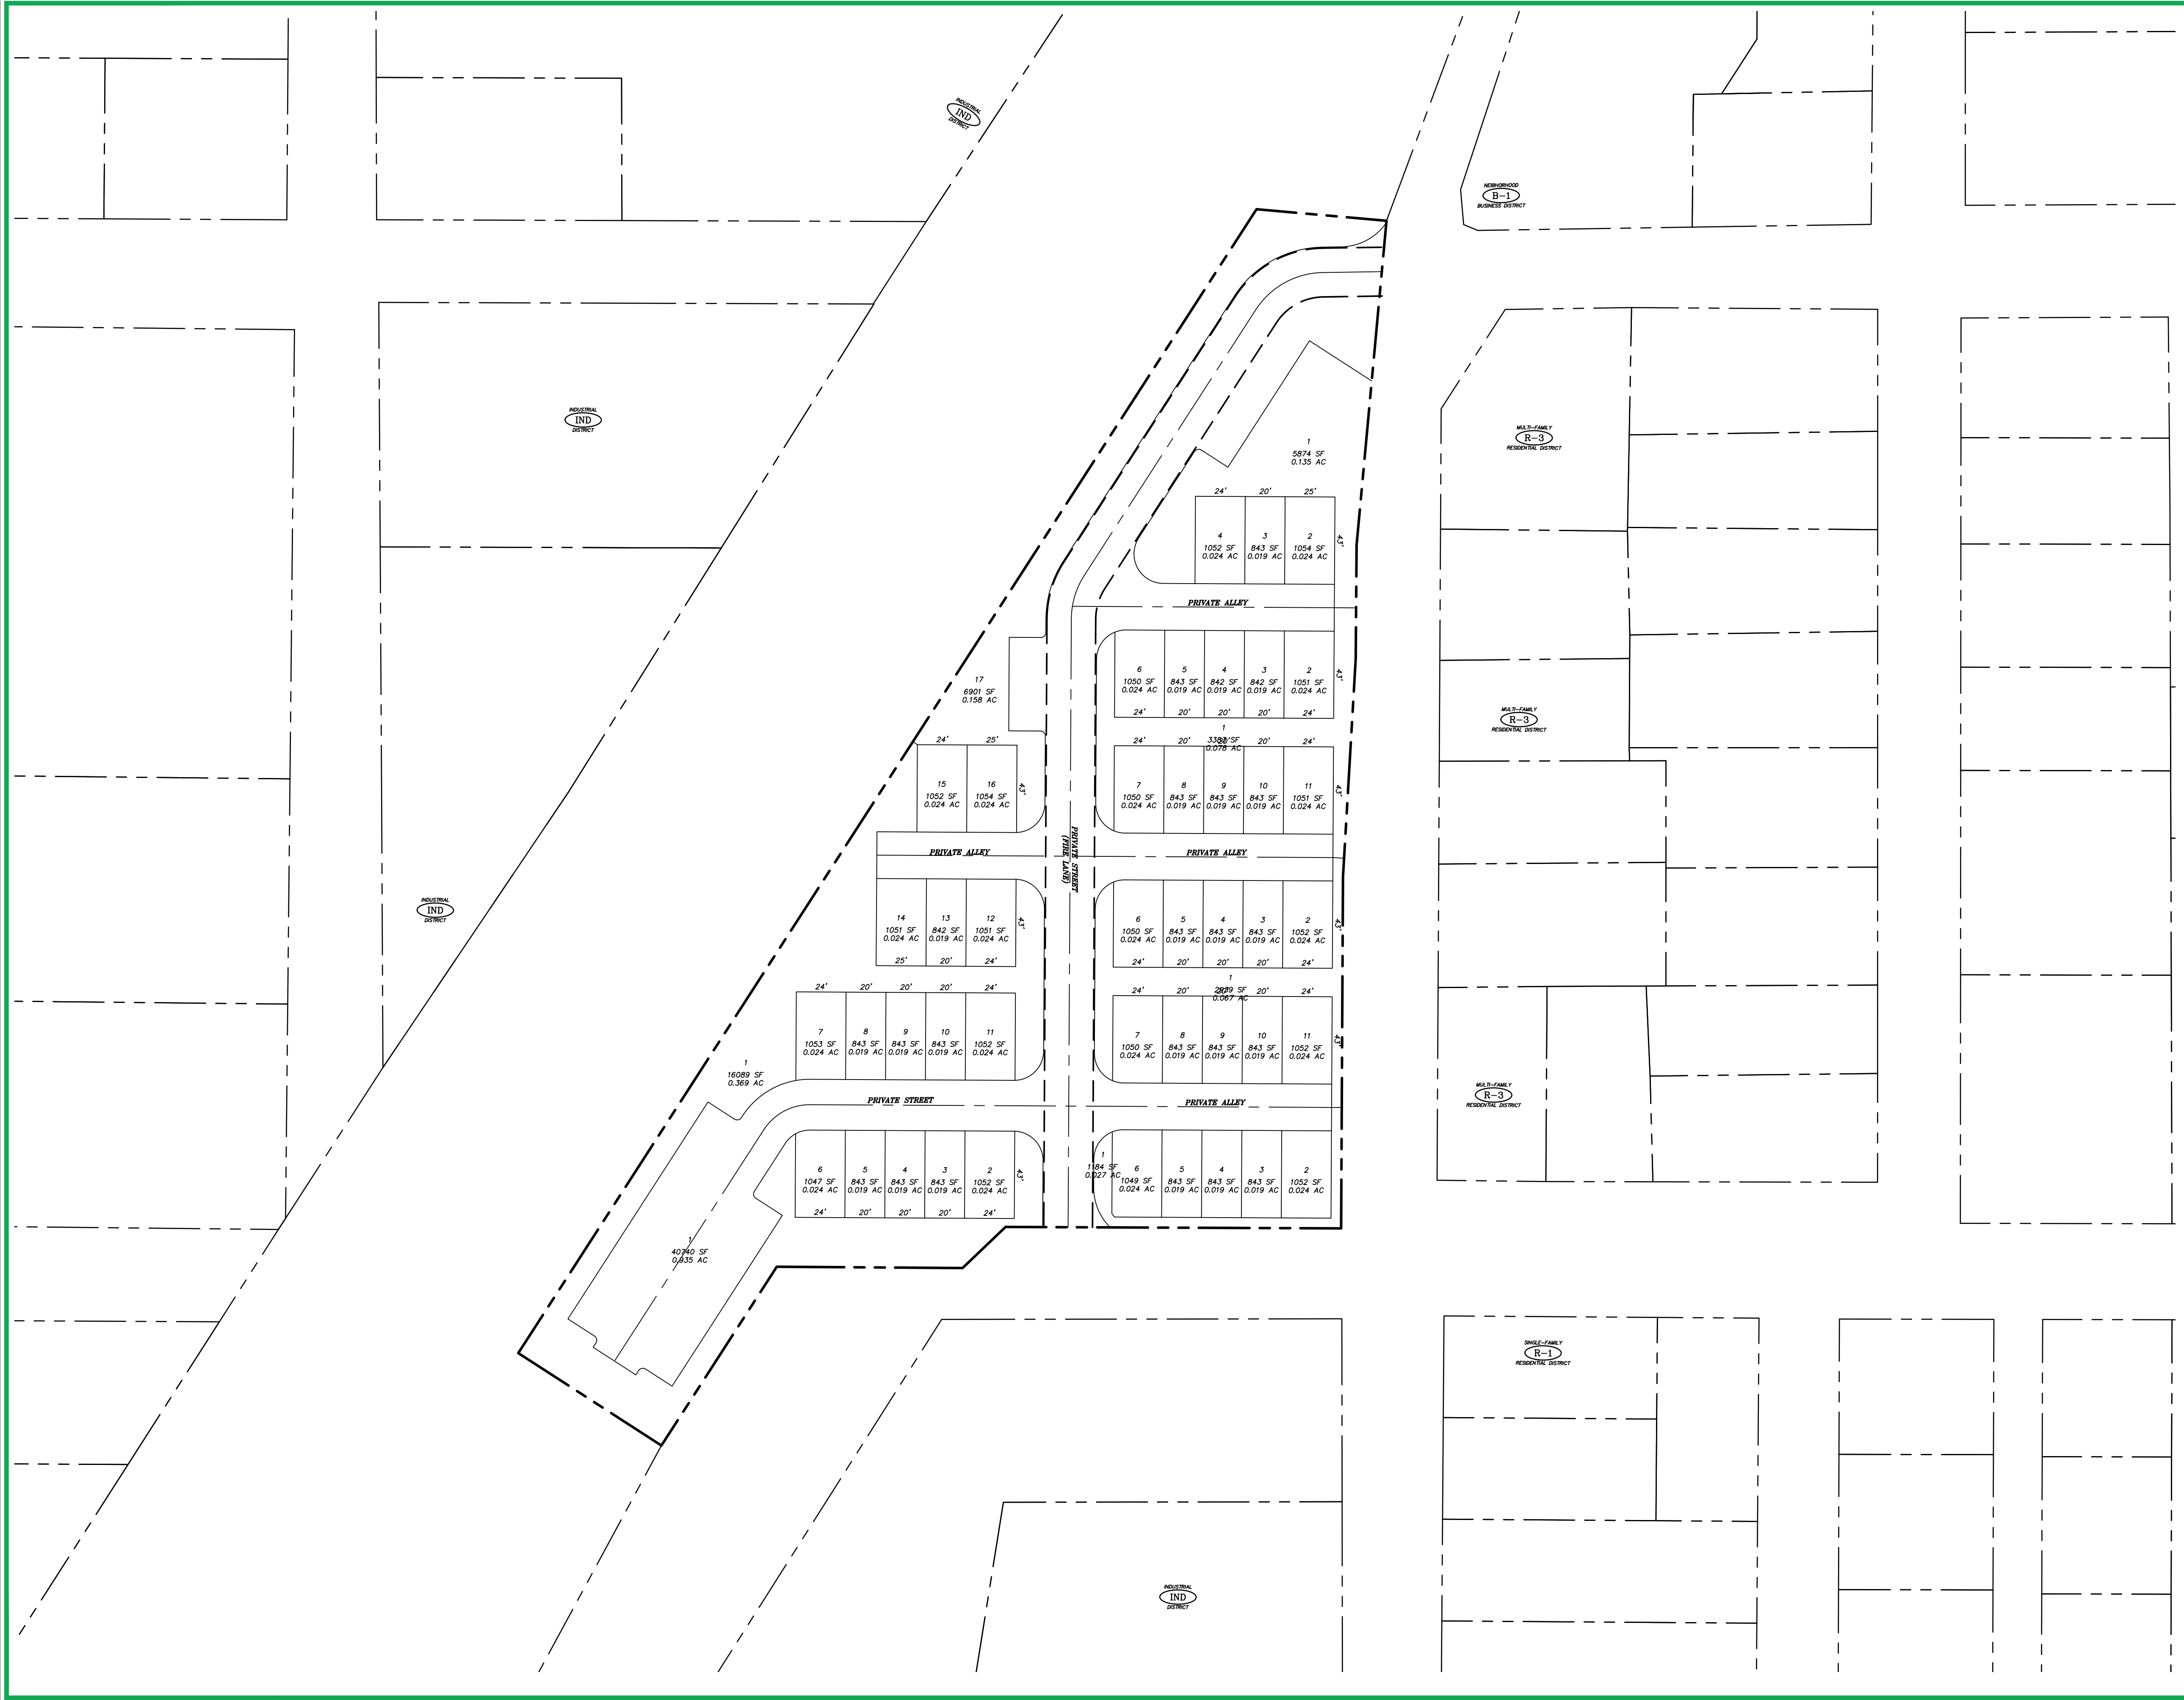 INDUSTRIAL
IND
DISTRICT
NEIBHORHOOD
B-1
BUSINESS DISTRICT
INDUSTRIAL
IND
DISTRICT
MULTI-FAMILY
R-3
RESIDENTIAL DISTRICT
1
5874 SF
0.135 AC
24' 20' 25'
4 3 2
1052 SF 843 SF 1054 SF
0.024 AC 0.019 AC 0.024 AC
43'
PRIVATE ALLEY
6 5 4 3 2
1050 SF 843 SF 842 SF 842 SF 1051 SF
0.024 AC 0.019 AC 0.019 AC 0.019 AC 0.024 AC
43'
24' 20' 20' 20' 24'
17
6901 SF
0.158 AC
MULTI-FAMILY
R-3
RESIDENTIAL DISTRICT
1
0.078 AC
24' 20' 20' 20' 24'
7 8 9 10 11
1050 SF 843 SF 843 SF 843 SF 1051 SF
0.024 AC 0.019 AC 0.019 AC 0.019 AC 0.024 AC
43'
24' 25'
15 16
1052 SF 1054 SF
0.024 AC 0.024 AC
43'
PRIVATE ALLEY
PRIVATE STREET
(FIRE LANE)
PRIVATE ALLEY
INDUSTRIAL
IND
DISTRICT
14 13 12
1051 SF 842 SF 1051 SF
0.024 AC 0.019 AC 0.024 AC
43'
25' 20' 24'
6 5 4 3 2
1050 SF 843 SF 843 SF 843 SF 1052 SF
0.024 AC 0.019 AC 0.019 AC 0.019 AC 0.024 AC
43'
24' 20' 20' 20' 24'
1
0.067 AC
24' 20' 20' 20' 24'
7 8 9 10 11
1053 SF 843 SF 843 SF 843 SF 1052 SF
0.024 AC 0.019 AC 0.019 AC 0.019 AC 0.024 AC
24' 20' 20' 20' 24'
7 8 9 10 11
1050 SF 843 SF 843 SF 843 SF 1052 SF
0.024 AC 0.019 AC 0.019 AC 0.019 AC 0.024 AC
43'
1
16089 SF
0.369 AC
PRIVATE STREET
PRIVATE ALLEY
MULTI-FAMILY
R-3
RESIDENTIAL DISTRICT
6 5 4 3 2
1047 SF 843 SF 843 SF 843 SF 1052 SF
0.024 AC 0.019 AC 0.019 AC 0.019 AC 0.024 AC
43'
24' 20' 20' 20' 24'
1
1184 SF
0.027 AC
6 5 4 3 2
1049 SF 843 SF 843 SF 843 SF 1052 SF
0.024 AC 0.019 AC 0.019 AC 0.019 AC 0.024 AC
1
40740 SF
0.935 AC
SINGLE-FAMILY
R-1
RESIDENTIAL DISTRICT
INDUSTRIAL
IND
DISTRICT